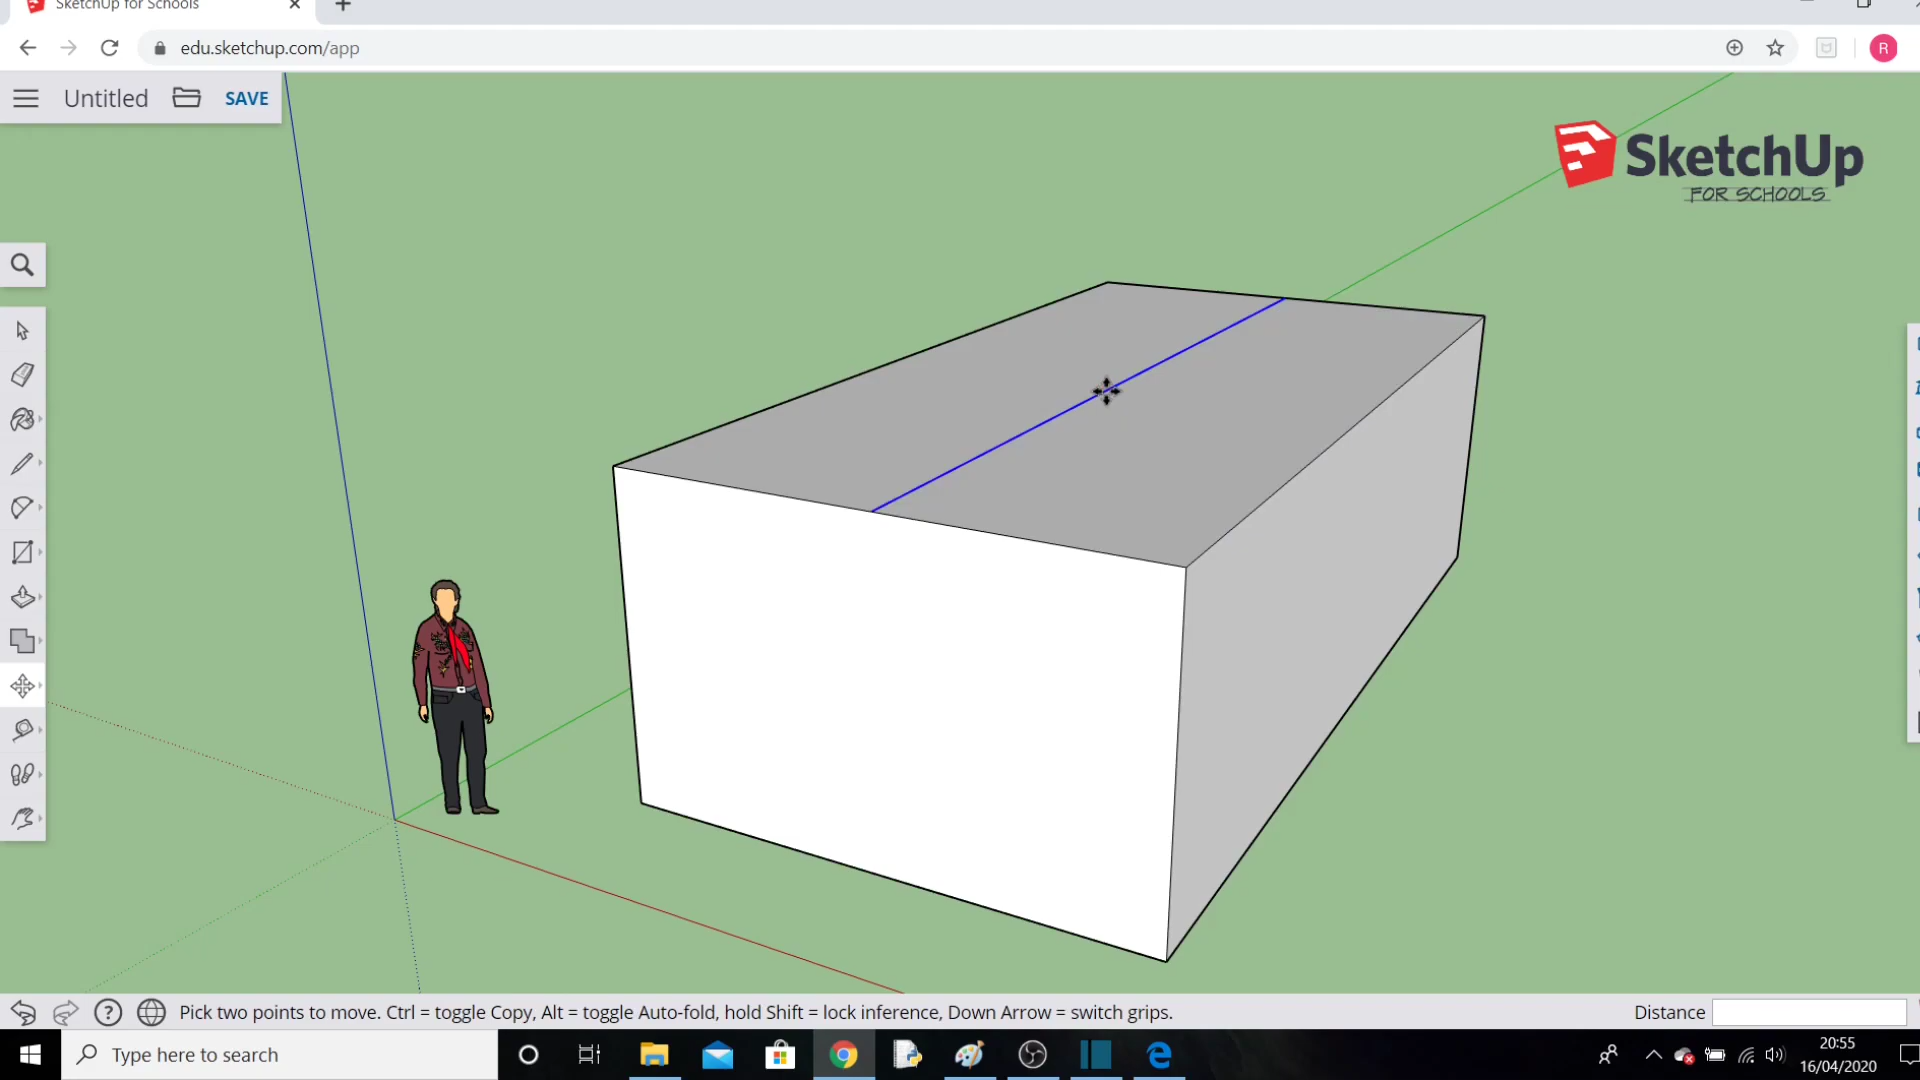 SketchUp for Schools
edu.sketchup.com/app
R
Untitled SAVE
SketchUp
FOR SCHOOLS
Pick two points to move. Ctrl = toggle Copy, Alt = toggle Auto-fold, hold Shift = lock inference, Down Arrow = switch grips.
Distance
Type here to search
20:55
16/04/2020